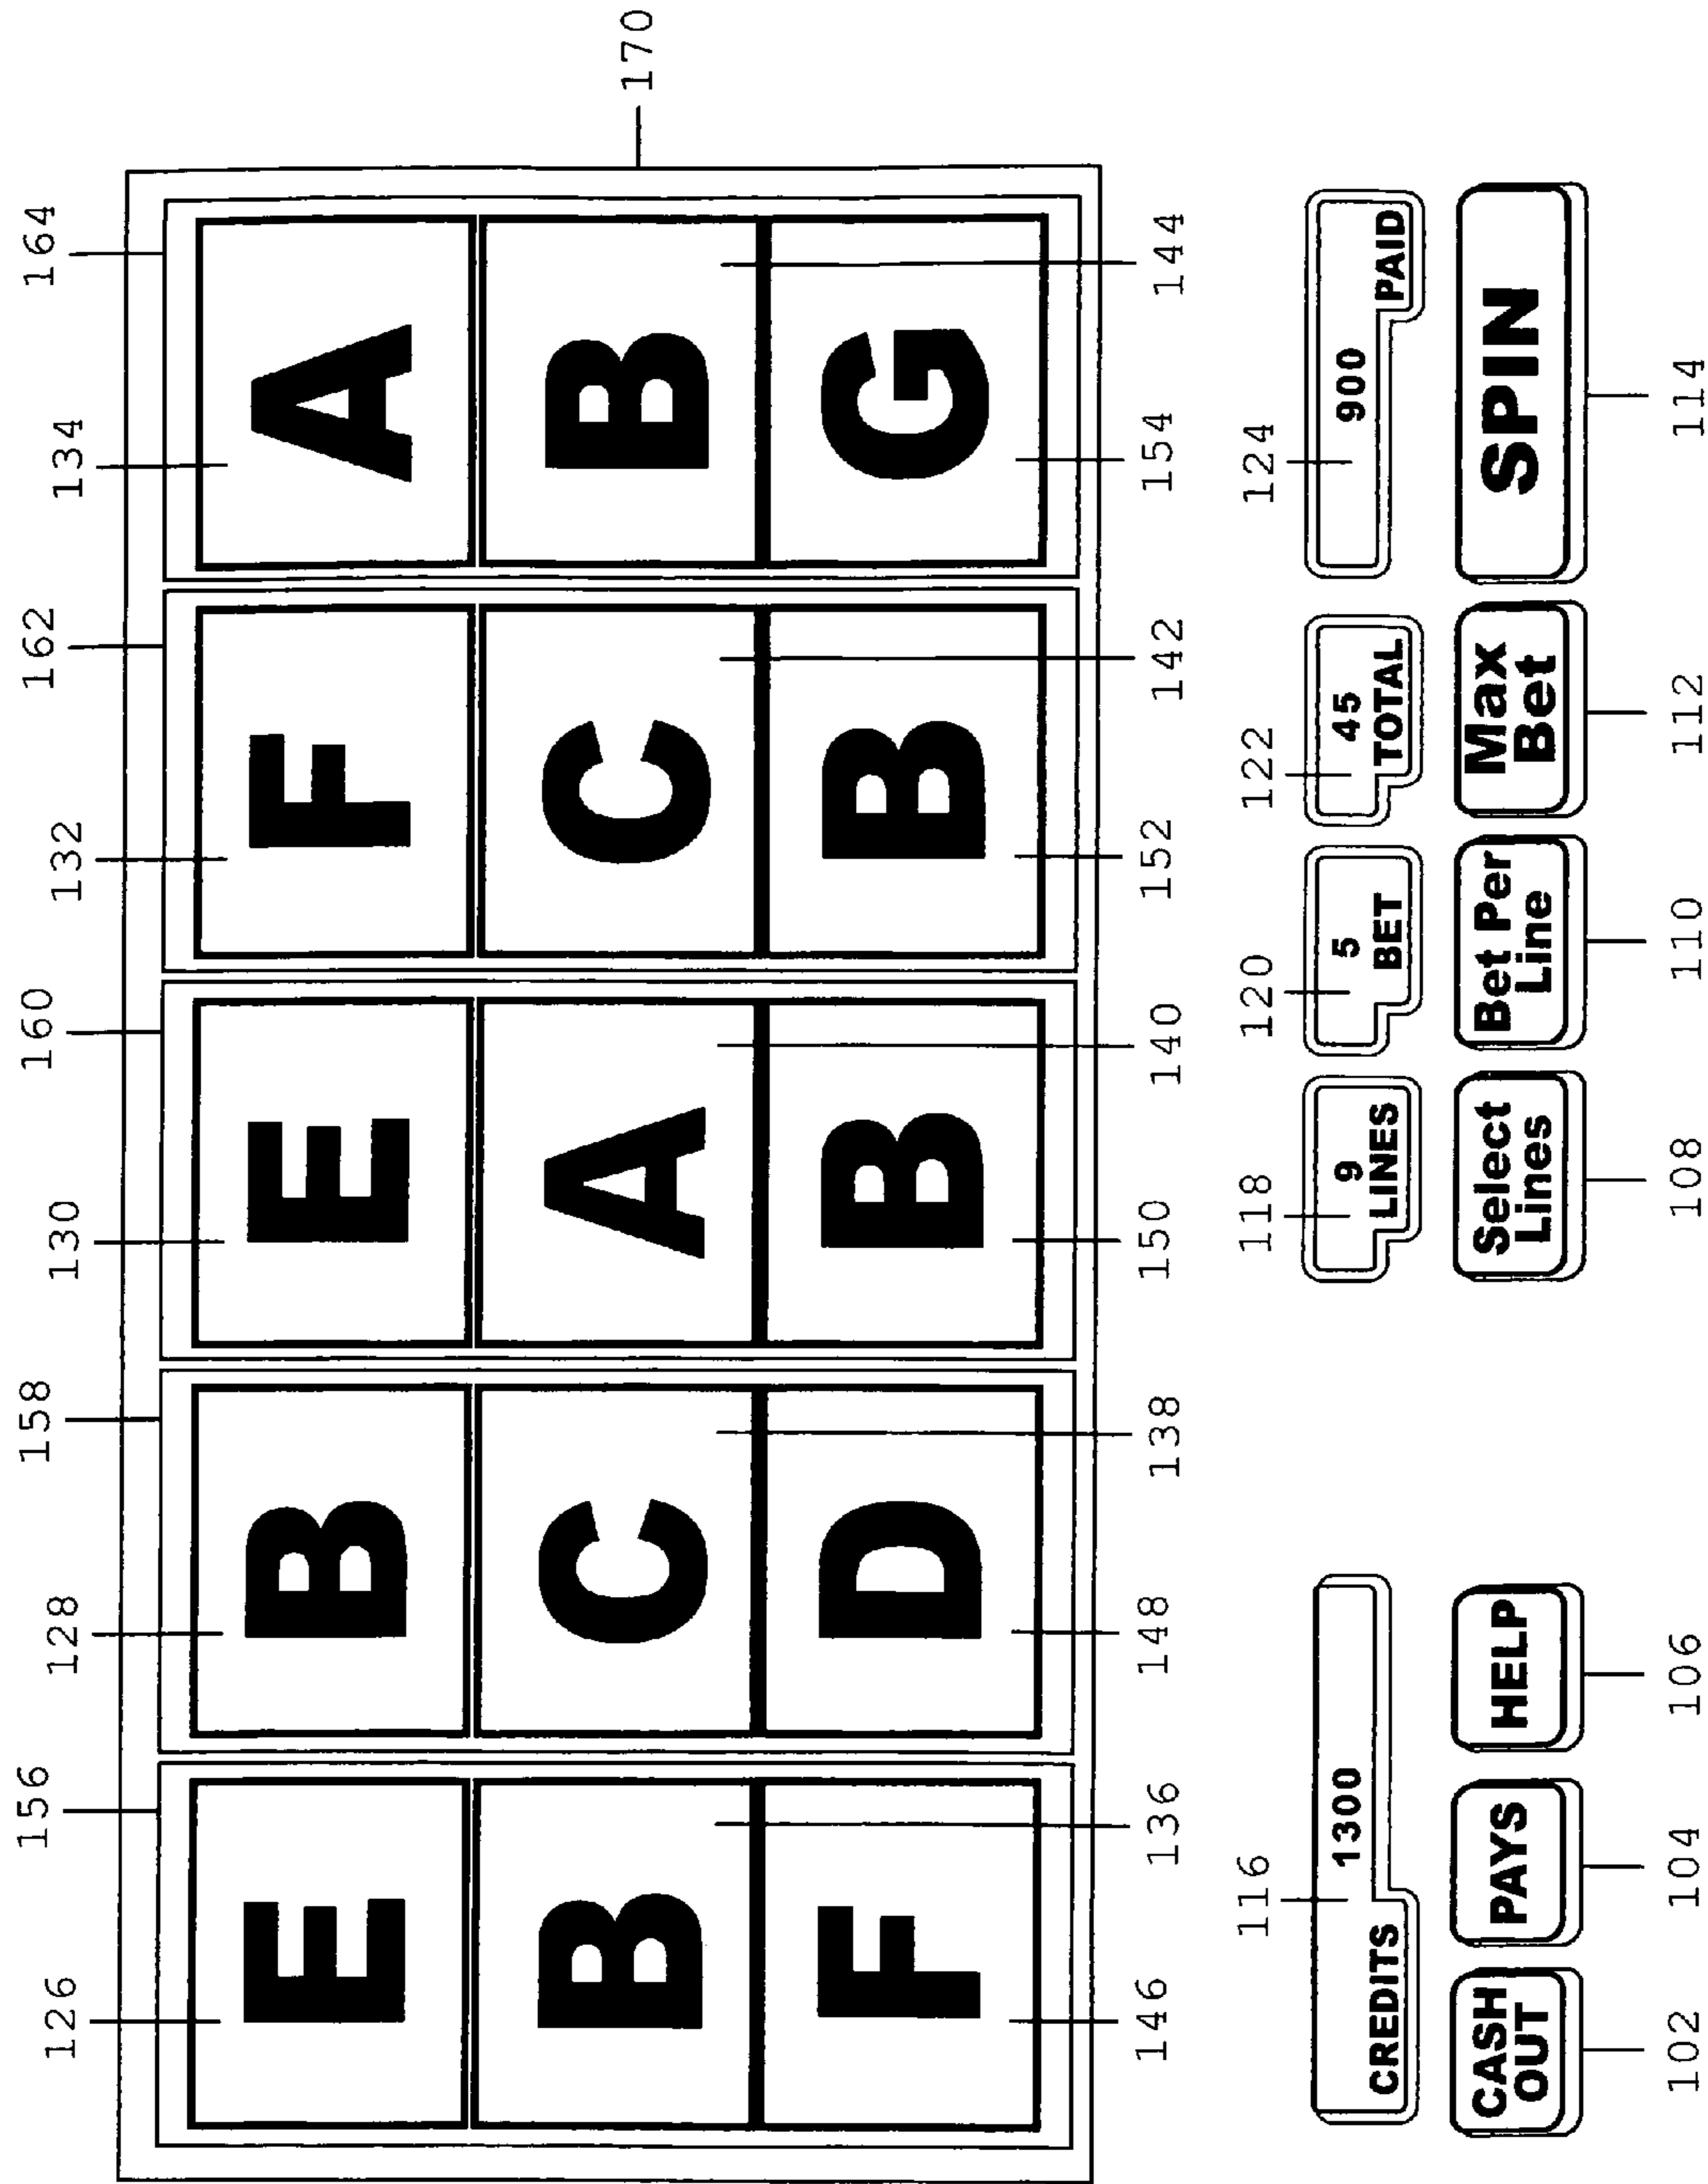 156 158 160 162 164
126 128 130 132 134
E B E F A
B C A C B
F D B B G
170
146 148 150 152 154
136 138 140 142 144
116 118 120 122 124
1300 9 5 45 900
CREDITS LINES BET TOTAL PAID
CASH OUT PAYS HELP Select Lines Bet Per Line Max Bet SPIN
102 104 106 108 110 112 114